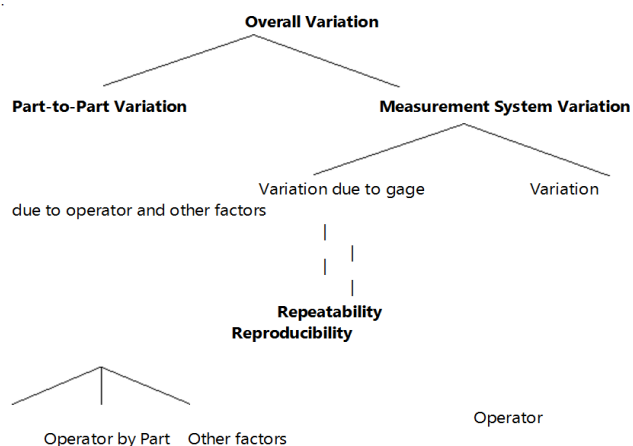 .
Overall Variation
Part-to-Part Variation Measurement System Variation
Variation due to gage Variation
due to operator and other factors
Repeatability
Reproducibility
Operator
Operator by Part Other factors